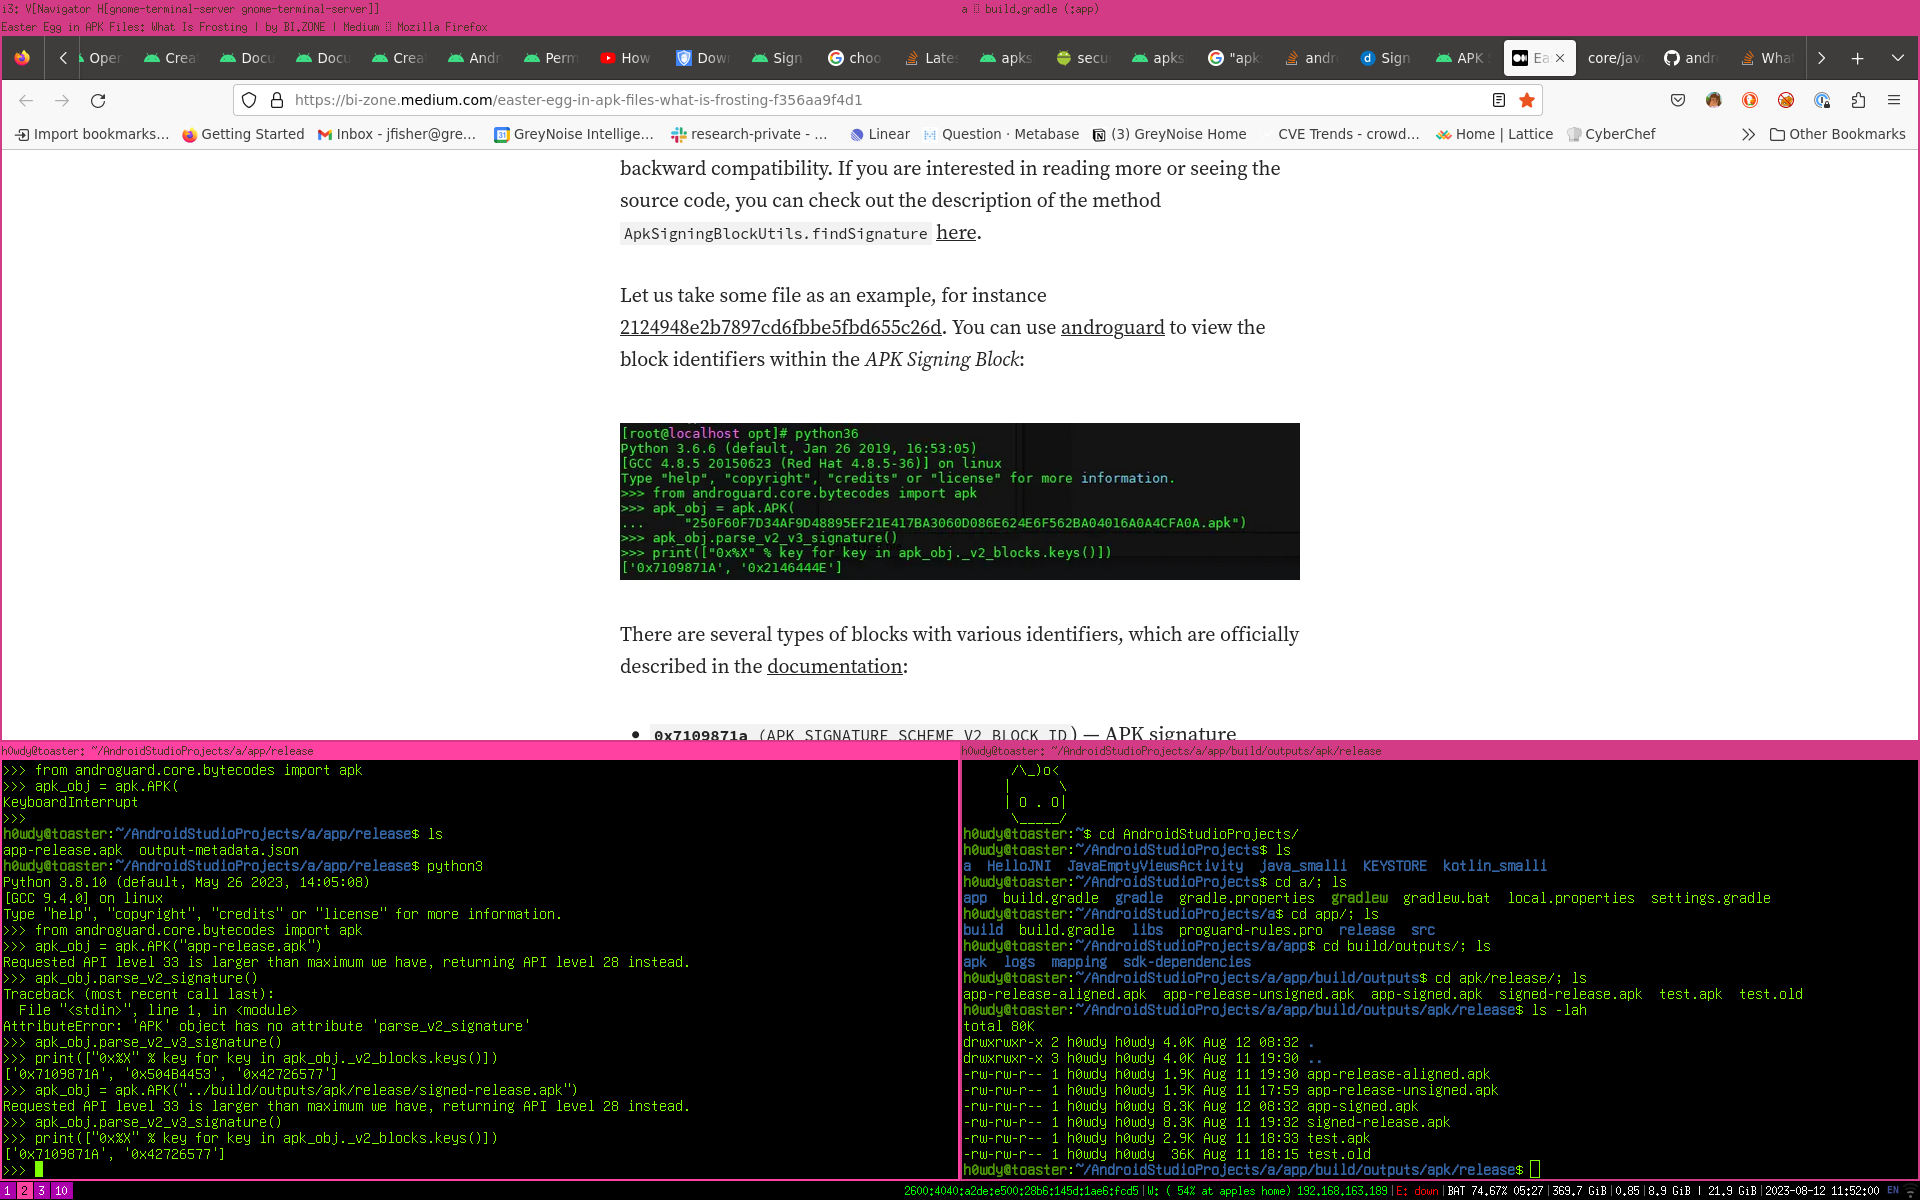 i3: V[Navigator H[gnome-terminal-server gnome-terminal-server]]
a build.gradle (:app)
Easter Egg in APK Files: What Is Frosting | by BI.ZONE | Medium Mozilla Firefox
Oper Crea Docu Docu Crea Andr Perm How Dow Sign choo Late apks secu apks "apk andr Sign APK Ea core/jav andr Wha
https://bi-zone.medium.com/easter-egg-in-apk-files-what-is-frosting-f356aa9f4d1
Import bookmarks... Getting Started Inbox - jfisher@gre... GreyNoise Intellige... research-private - ... Linear Question · Metabase (3) GreyNoise Home CVE Trends - crowd... Home | Lattice CyberChef Other Bookmarks
backward compatibility. If you are interested in reading more or seeing the
source code, you can check out the description of the method
ApkSigningBlockUtils.findSignature here.
Let us take some file as an example, for instance
2124948e2b7897cd6fbbe5fbd655c26d. You can use androguard to view the
block identifiers within the APK Signing Block:
[root@localhost opt]# python36
Python 3.6.6 (default, Jan 26 2019, 16:53:05)
[GCC 4.8.5 20150623 (Red Hat 4.8.5-36)] on linux
Type "help", "copyright", "credits" or "license" for more information.
>>> from androguard.core.bytecodes import apk
>>> apk_obj = apk.APK(
... "250F60F7D34AF9D48895EF21E417BA3060D086E624E6F562BA04016A0A4CFA0A.apk")
>>> apk_obj.parse_v2_v3_signature()
>>> print(["0x%X" % key for key in apk_obj._v2_blocks.keys()])
['0x7109871A', '0x2146444E']
There are several types of blocks with various identifiers, which are officially
described in the documentation:
• 0x7109871a (APK SIGNATURE SCHEME V2 BLOCK ID) — APK signature
h0wdy@toaster: ~/AndroidStudioProjects/a/app/release
>>> from androguard.core.bytecodes import apk
>>> apk_obj = apk.APK(
KeyboardInterrupt
>>>
h0wdy@toaster:~/AndroidStudioProjects/a/app/release$ ls
app-release.apk output-metadata.json
h0wdy@toaster:~/AndroidStudioProjects/a/app/release$ python3
Python 3.8.10 (default, May 26 2023, 14:05:08)
[GCC 9.4.0] on linux
Type "help", "copyright", "credits" or "license" for more information.
>>> from androguard.core.bytecodes import apk
>>> apk_obj = apk.APK("app-release.apk")
Requested API level 33 is larger than maximum we have, returning API level 28 instead.
>>> apk_obj.parse_v2_signature()
Traceback (most recent call last):
File "<stdin>", line 1, in <module>
AttributeError: 'APK' object has no attribute 'parse_v2_signature'
>>> apk_obj.parse_v2_v3_signature()
>>> print(["0x%X" % key for key in apk_obj._v2_blocks.keys()])
['0x7109871A', '0x504B4453', '0x42726577']
>>> apk_obj = apk.APK("../build/outputs/apk/release/signed-release.apk")
Requested API level 33 is larger than maximum we have, returning API level 28 instead.
>>> apk_obj.parse_v2_v3_signature()
>>> print(["0x%X" % key for key in apk_obj._v2_blocks.keys()])
['0x7109871A', '0x42726577']
>>>
h0wdy@toaster: ~/AndroidStudioProjects/a/app/build/outputs/apk/release
/\_)o<
| \
| O . O|
\_____/
h0wdy@toaster:~$ cd AndroidStudioProjects/
h0wdy@toaster:~/AndroidStudioProjects$ ls
a HelloJNI JavaEmptyViewsActivity java_smalli KEYSTORE kotlin_smalli
h0wdy@toaster:~/AndroidStudioProjects$ cd a/; ls
app build.gradle gradle gradle.properties gradlew gradlew.bat local.properties settings.gradle
h0wdy@toaster:~/AndroidStudioProjects/a$ cd app/; ls
build build.gradle libs proguard-rules.pro release src
h0wdy@toaster:~/AndroidStudioProjects/a/app$ cd build/outputs/; ls
apk logs mapping sdk-dependencies
h0wdy@toaster:~/AndroidStudioProjects/a/app/build/outputs$ cd apk/release/; ls
app-release-aligned.apk app-release-unsigned.apk app-signed.apk signed-release.apk test.apk test.old
h0wdy@toaster:~/AndroidStudioProjects/a/app/build/outputs/apk/release$ ls -lah
total 80K
drwxrwxr-x 2 h0wdy h0wdy 4.0K Aug 12 08:32 .
drwxrwxr-x 3 h0wdy h0wdy 4.0K Aug 11 19:30 ..
-rw-rw-r-- 1 h0wdy h0wdy 1.9K Aug 11 19:30 app-release-aligned.apk
-rw-rw-r-- 1 h0wdy h0wdy 1.9K Aug 11 17:59 app-release-unsigned.apk
-rw-rw-r-- 1 h0wdy h0wdy 8.3K Aug 12 08:32 app-signed.apk
-rw-rw-r-- 1 h0wdy h0wdy 8.3K Aug 11 19:32 signed-release.apk
-rw-rw-r-- 1 h0wdy h0wdy 2.9K Aug 11 18:33 test.apk
-rw-rw-r-- 1 h0wdy h0wdy 36K Aug 11 18:15 test.old
h0wdy@toaster:~/AndroidStudioProjects/a/app/build/outputs/apk/release$
1 2 3 10
2600:4040:a2de:e500:28b6:145d:1ae6:fcd5|W: ( 54% at apples home) 192.168.163.189|E: down|BAT 74.67% 05:27|369.7 GiB|0.85|8.9 GiB | 21.9 GiB|2023-08-12 11:52:00 EN